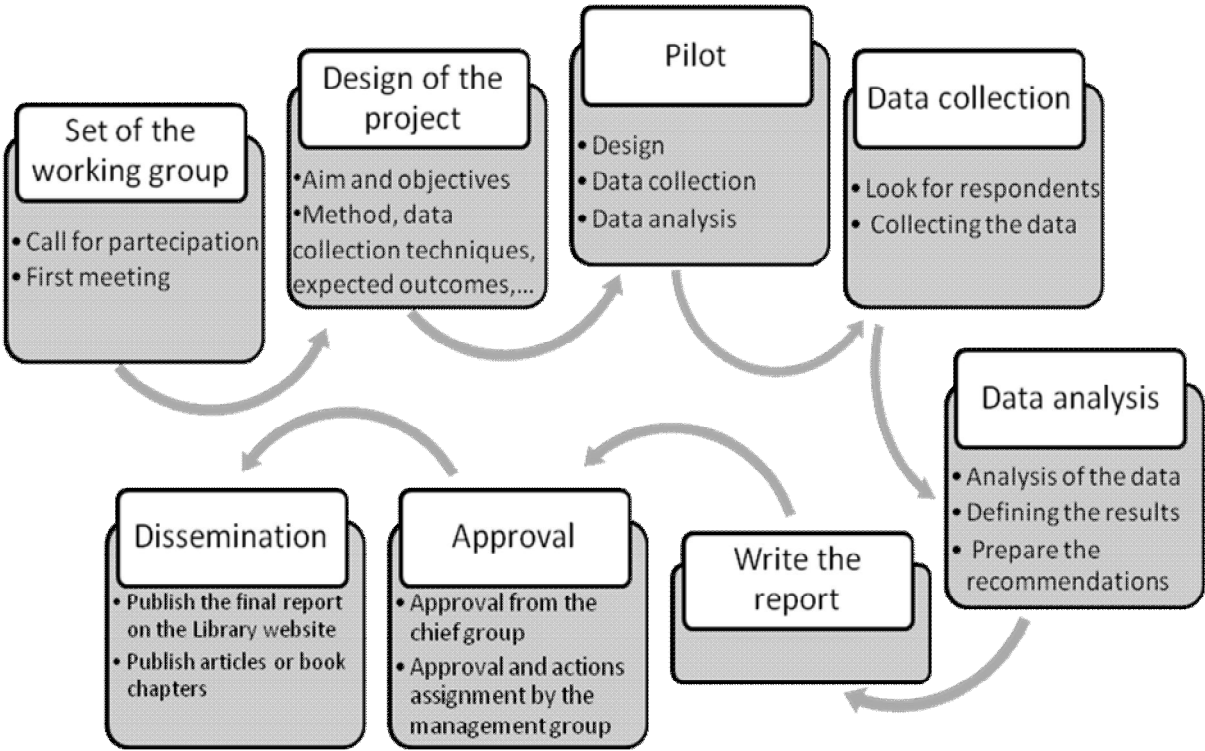 Set of the
working group
• Call for partecipation
• First meeting
Design of the
project
•Aim and objectives
•Method, data
collection techniques,
expected outcomes,...
Pilot
• Design
• Data collection
• Data analysis
Data collection
• Look for respondents
• Collecting the data
Data analysis
• Analysis of the data
• Defining the results
• Prepare the
recommendations
Write the
report
Approval
• Approval from the
chief group
• Approval and actions
assignment by the
management group
Dissemination
• Publish the final report
on the Library website
• Publish articles or book
chapters